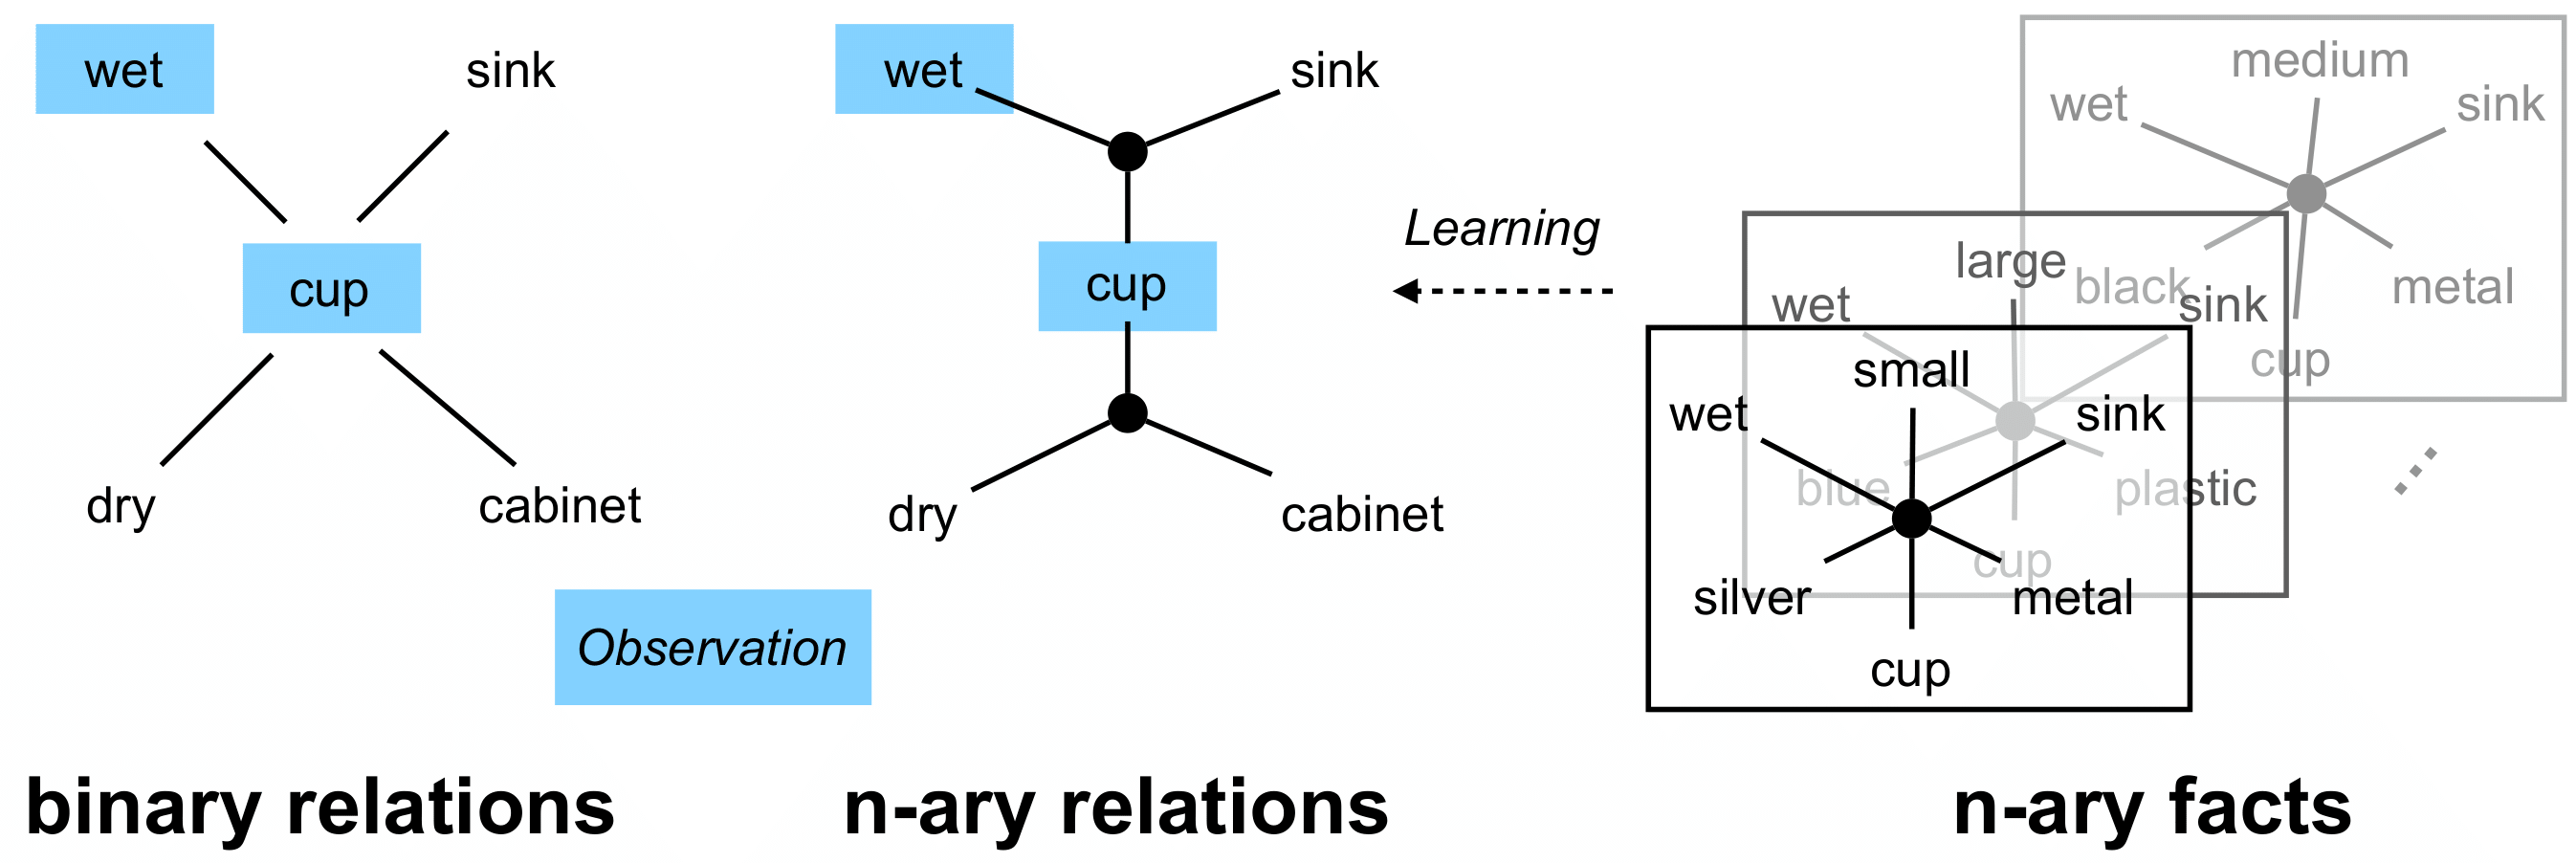 wet
sink
cup
dry
cabinet
Observation
binary relations
wet
sink
cup
dry
cabinet
n-ary relations
Learning
medium
wet
sink
black
metal
cup
large
wet
sink
blue
plastic
cup
small
wet
sink
silver
metal
cup
n-ary facts